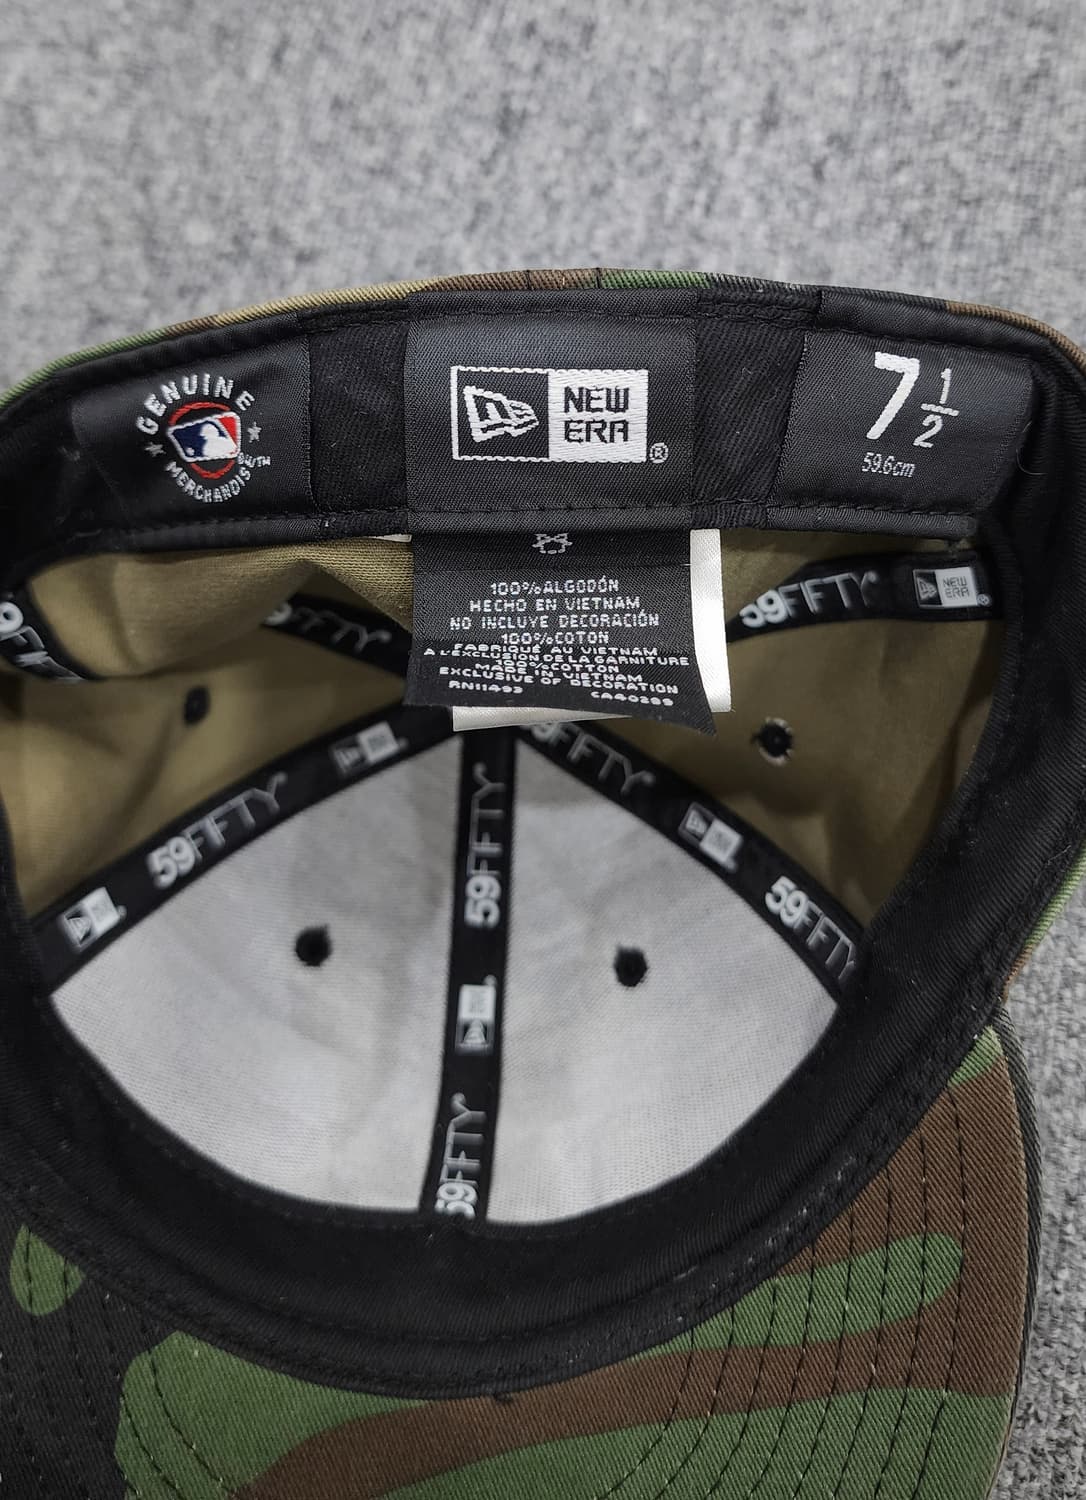 GENUINE
MERCHANDISE
NEW
ERA
®
7 1/2
59.6cm
100% ALGODÓN
HECHO EN VIETNAM
NO INCLUYE DECORACIÓN
100% COTON
FABRIQUÉ AU VIETNAM
A L'EXCLUSION DE LA GARNITURE
100% COTTON
MADE IN VIETNAM
EXCLUSIVE OF DECORATION
RN11493 CA40289
59FIFTY
NEW
ERA
59FIFTY
59FIFTY
59FIFTY
59FIFTY
59FIFTY